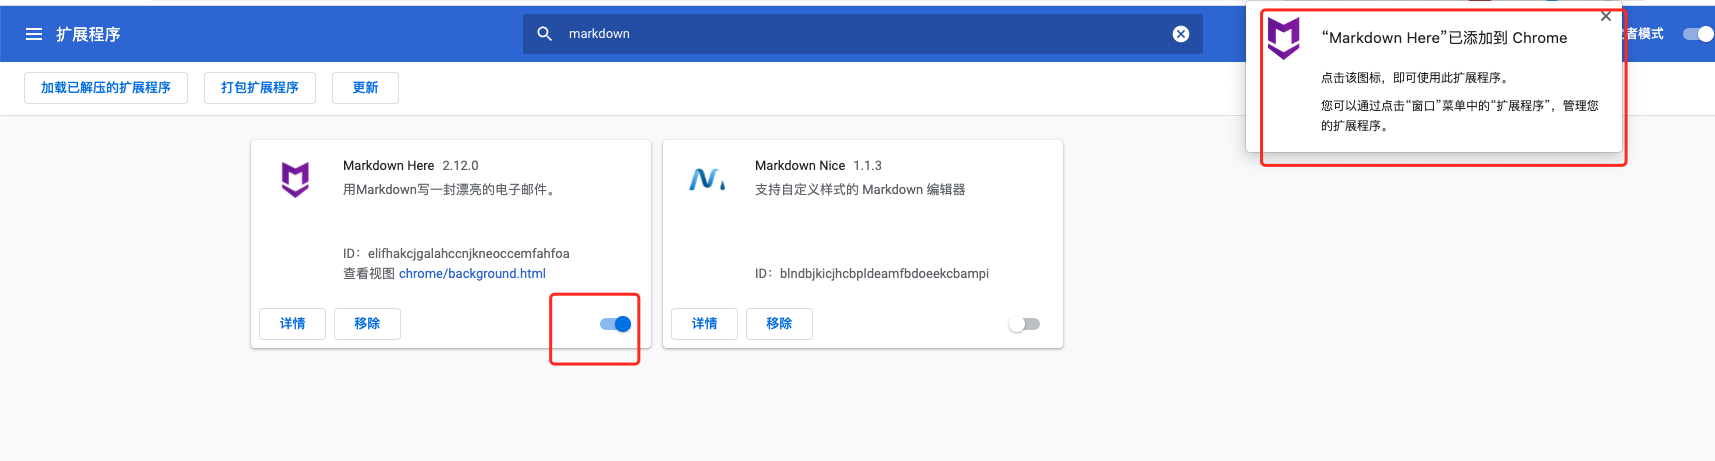 扩展程序
markdown
者模式
加载已解压的扩展程序
打包扩展程序
更新
“Markdown Here”已添加到 Chrome
点击该图标，即可使用此扩展程序。
您可以通过点击“窗口”菜单中的“扩展程序”，管理您
的扩展程序。
Markdown Here 2.12.0
用Markdown写一封漂亮的电子邮件。
ID：elifhakcjgalahccnjkneoccemfahfoa
查看视图 chrome/background.html
详情
移除
Markdown Nice 1.1.3
支持自定义样式的 Markdown 编辑器
ID：blndbjkicjhcbpldeamfbdoeekcbampi
详情
移除